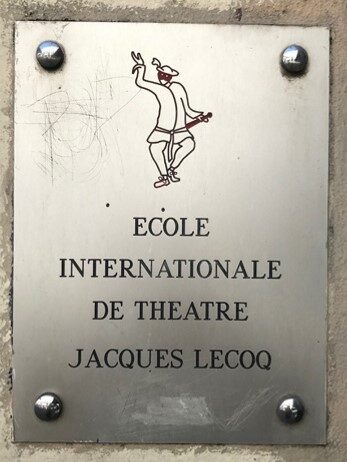 ECOLE
INTERNATIONALE
DE THEATRE
JACQUES LECOQ